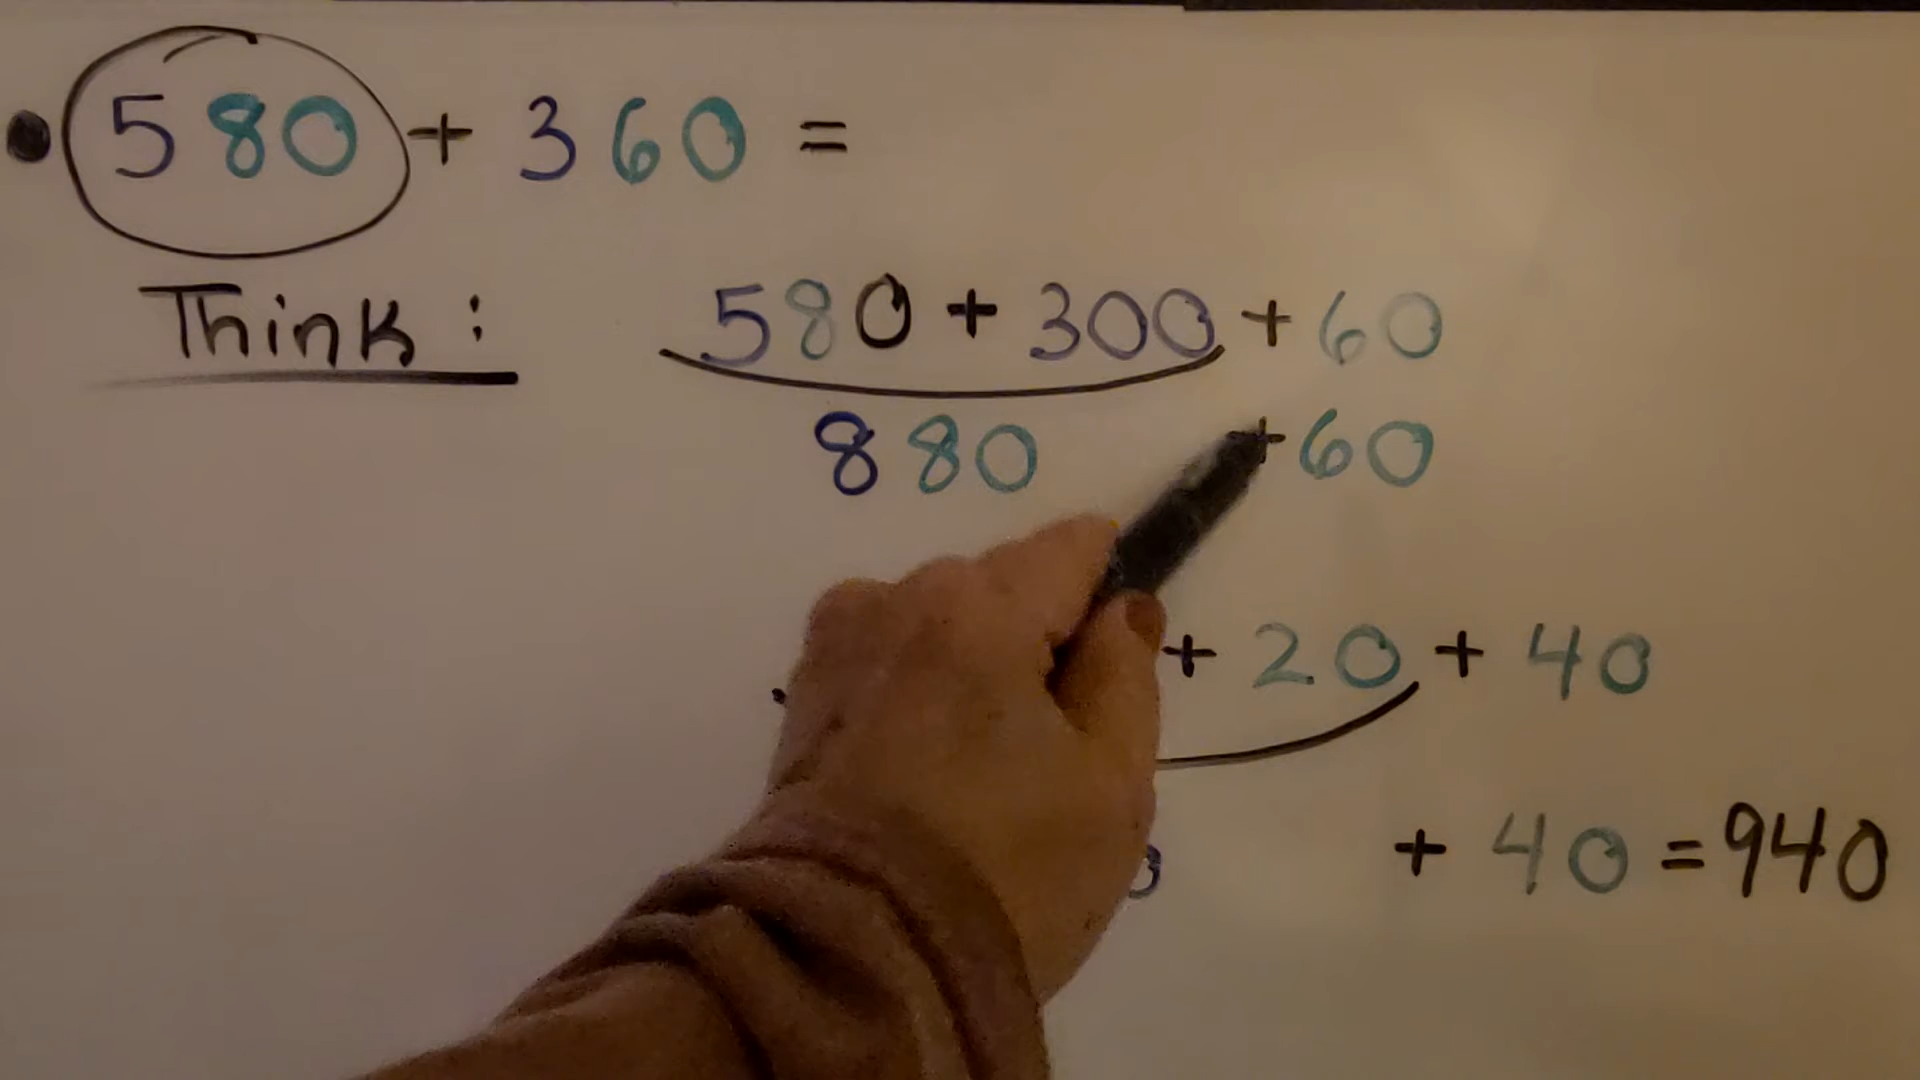 580 + 360 =
Think : 580 + 300 + 60
880 + 60
+ 20 + 40
+ 40 = 940